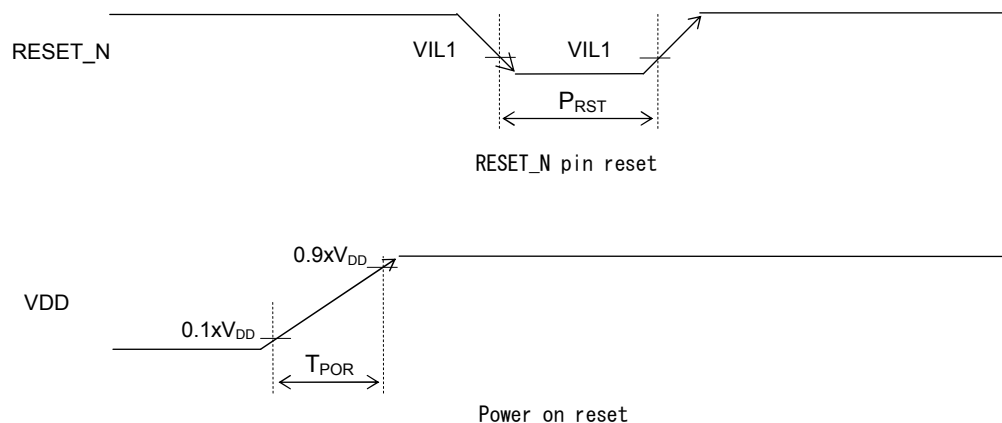 RESET_N
VIL1
VIL1
PRST
RESET_N pin reset
0.9xVDD
VDD
0.1xVDD
TPOR
Power on reset